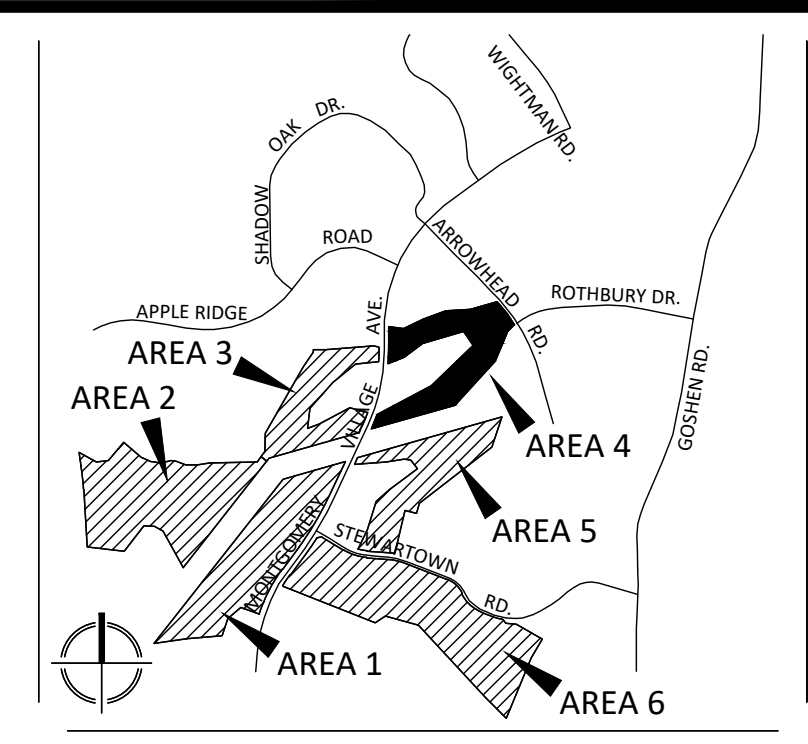 WIGHTMAN RD.
SHADOW OAK DR.
ARROWHEAD RD.
APPLE RIDGE ROAD
ROTHBURY DR.
GOSHEN RD.
MONTGOMERY VILLAGE AVE.
AREA 3
AREA 2
AREA 4
AREA 5
STEWARTOWN RD.
AREA 1
AREA 6